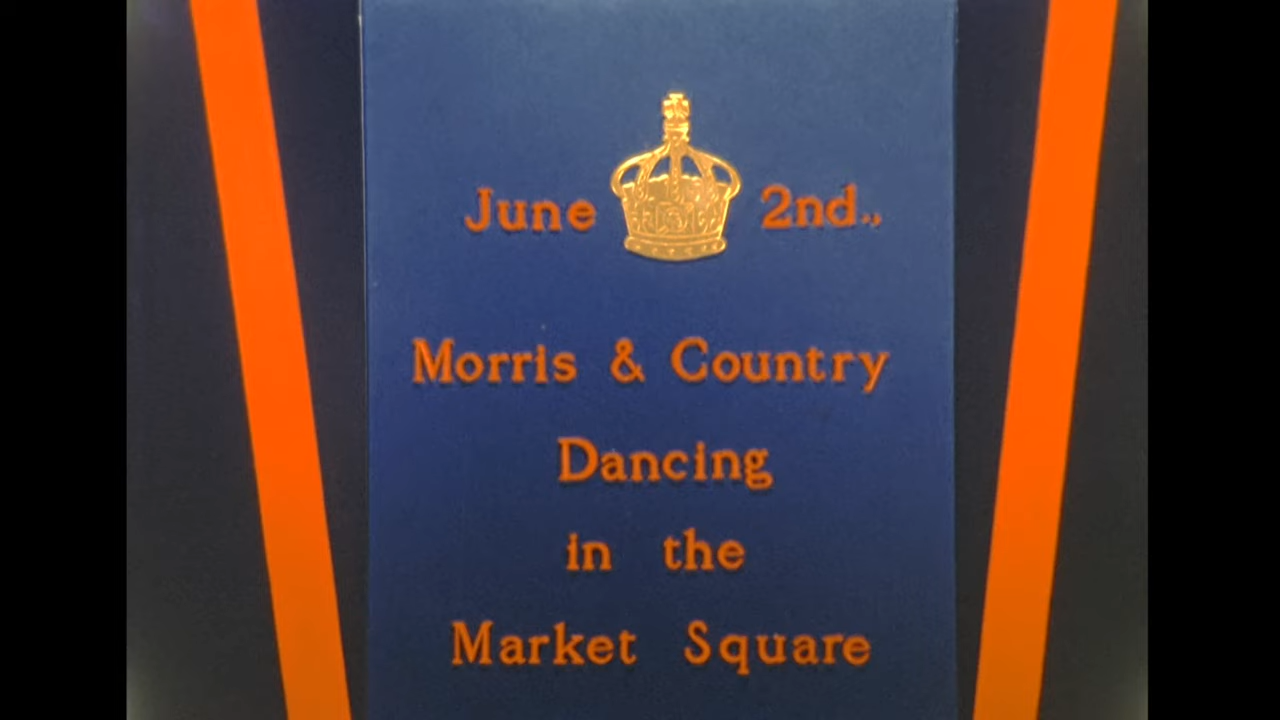 June 2nd.,
Morris & Country
Dancing
in the
Market Square